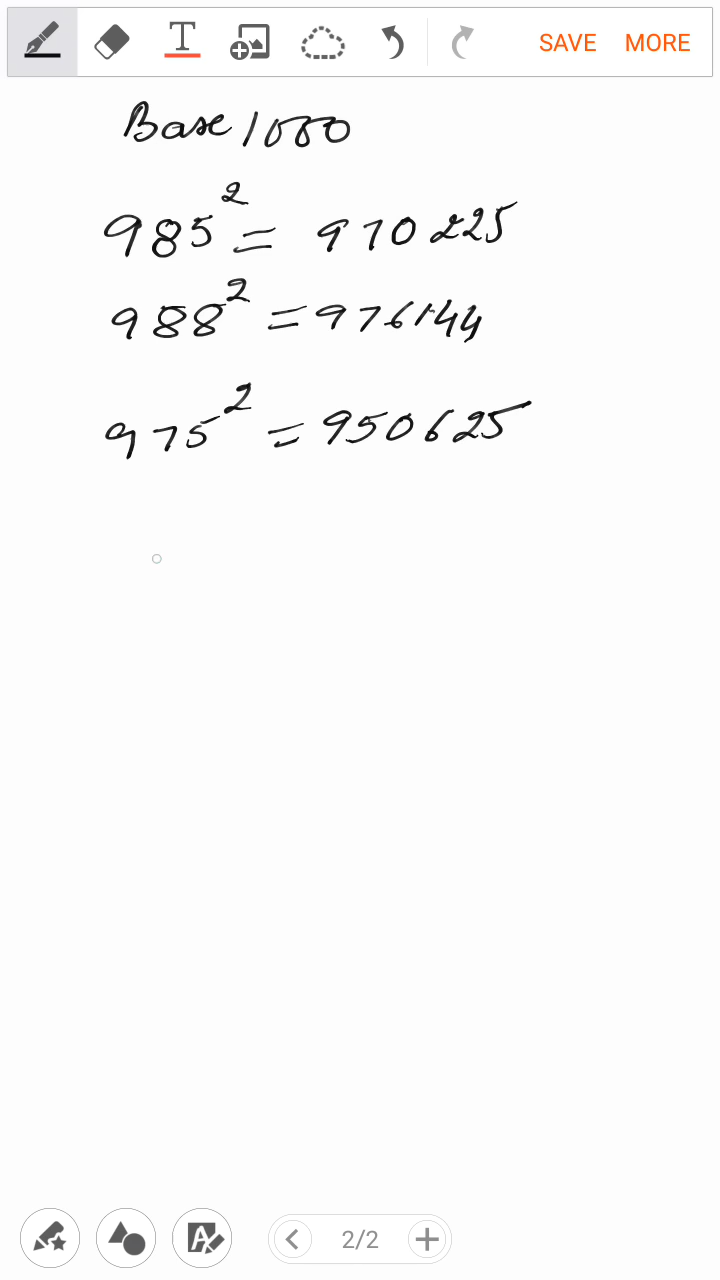 T
SAVE
MORE
Base 1000
985² = 970225
988² = 976144
975² = 950625
A
2/2